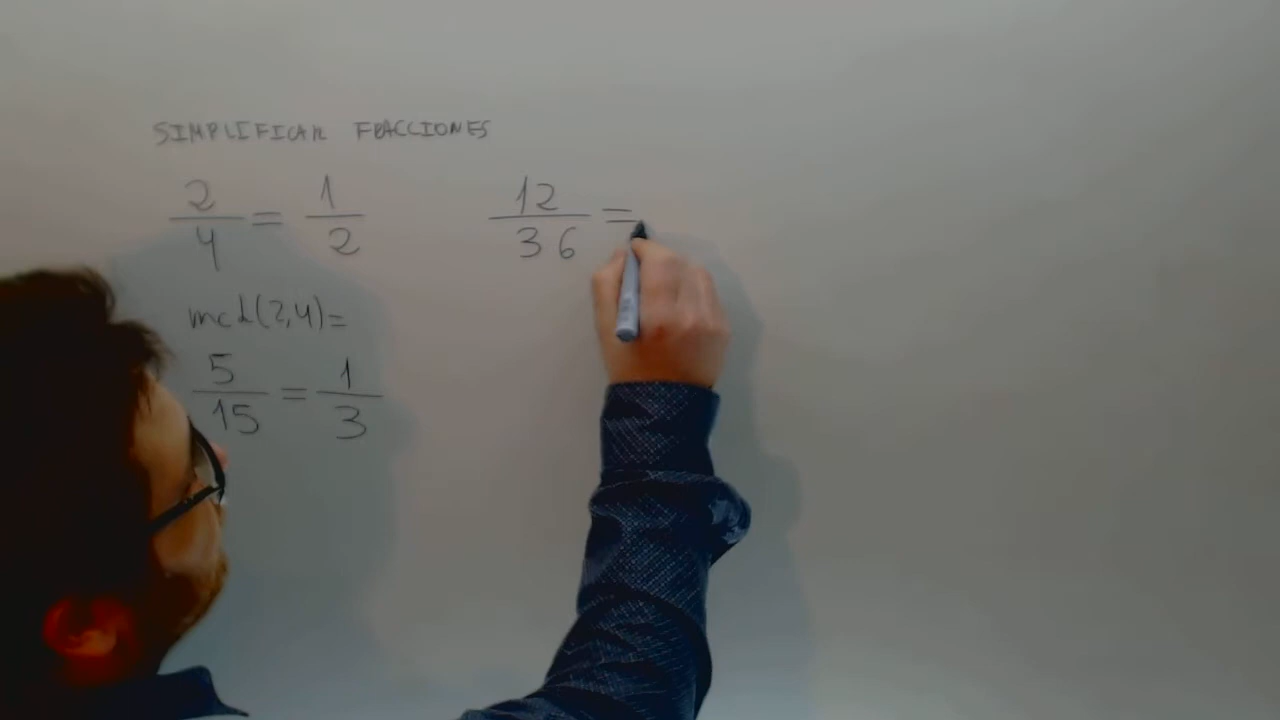 SIMPLIFICAR FRACCIONES
2/4 = 1/2
12/36 =
mcd(2,4)=
5/15 = 1/3